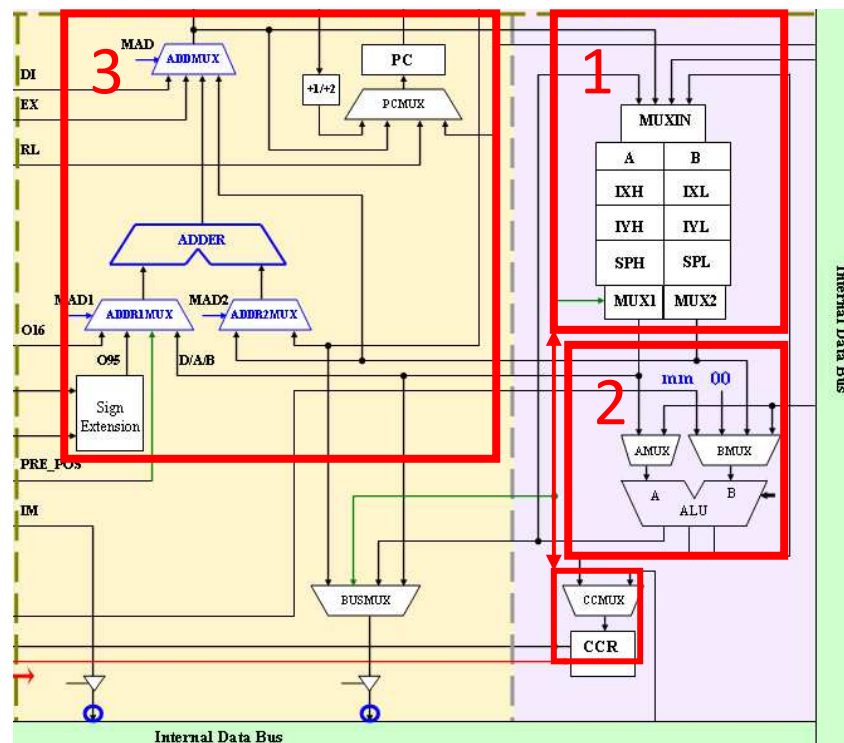 MAD
ADDMUX
3
PC
1
DI
+1/+2
EX
PCMUX
MUXIN
RL
A B
IXH IXL
IYH IYL
ADDER
SPH SPL
MAD1 MAD2
ADDR1MUX ADDR2MUX
MUX1 MUX2
O16
O95 D/A/B
mm 00
2
Sign
Extension
AMUX BMUX
PRE_POS
A B
ALU
IM
BUSMUX
CCMUX
CCR
Internal Data Bus
Internal Data Bus